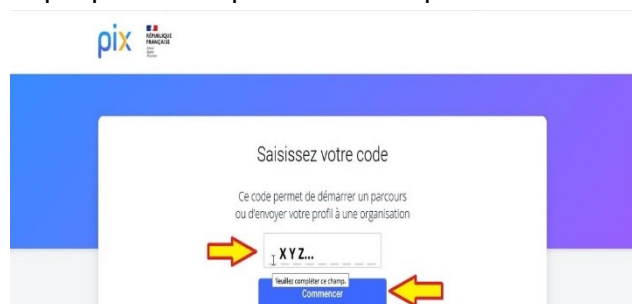 pix
RÉPUBLIQUE
FRANÇAISE
Saisissez votre code
Ce code permet de démarrer un parcours
ou d'envoyer votre profil à une organisation
X Y Z...
Veuillez compléter ce champ.
Commencer